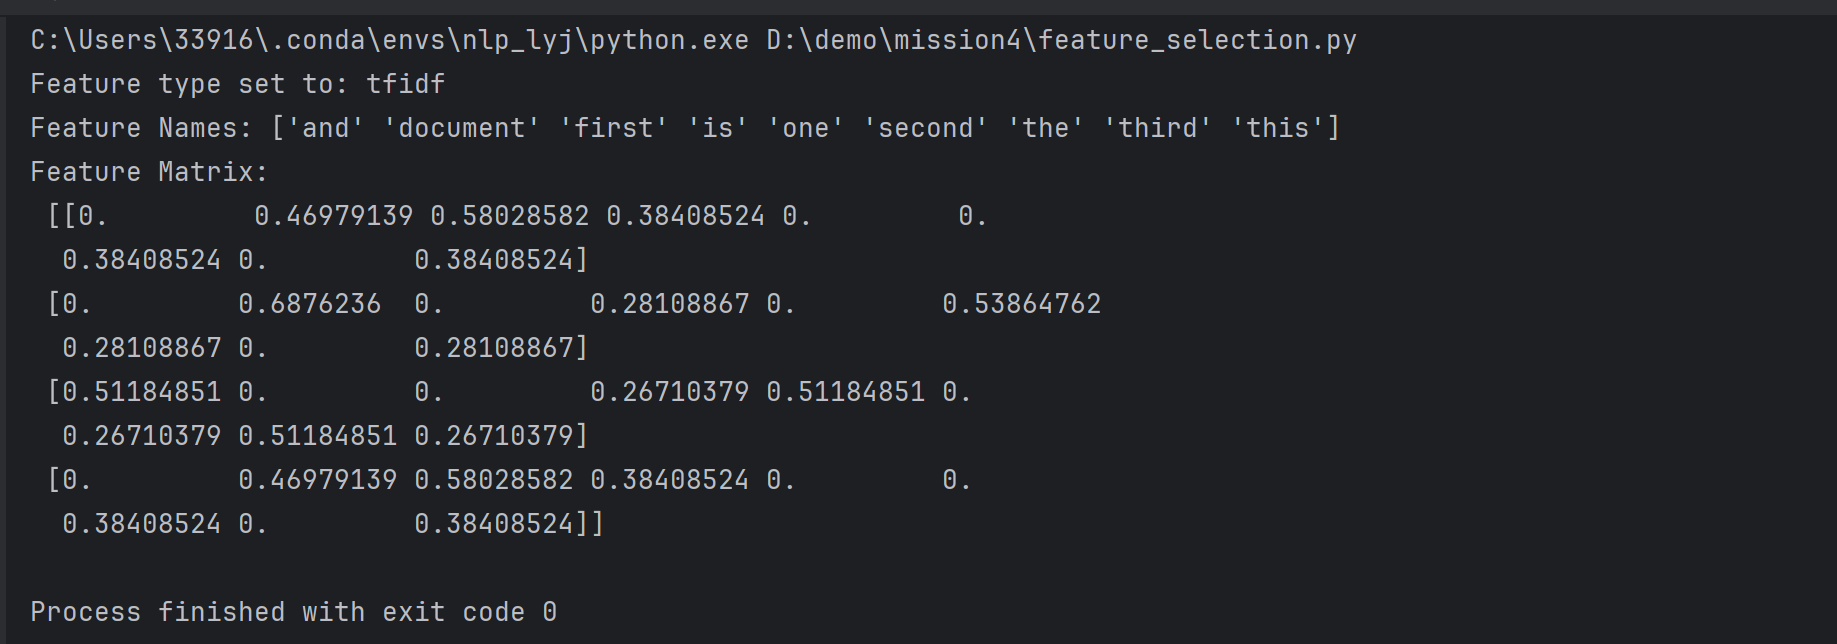 C:\Users\33916\.conda\envs\nlp_lyj\python.exe D:\demo\mission4\feature_selection.py
Feature type set to: tfidf
Feature Names: ['and' 'document' 'first' 'is' 'one' 'second' 'the' 'third' 'this']
Feature Matrix:
 [[0.         0.46979139 0.58028582 0.38408524 0.         0.
  0.38408524 0.         0.38408524]
 [0.         0.6876236  0.         0.28108867 0.         0.53864762
  0.28108867 0.         0.28108867]
 [0.51184851 0.         0.         0.26710379 0.51184851 0.
  0.26710379 0.51184851 0.26710379]
 [0.         0.46979139 0.58028582 0.38408524 0.         0.
  0.38408524 0.         0.38408524]]
Process finished with exit code 0